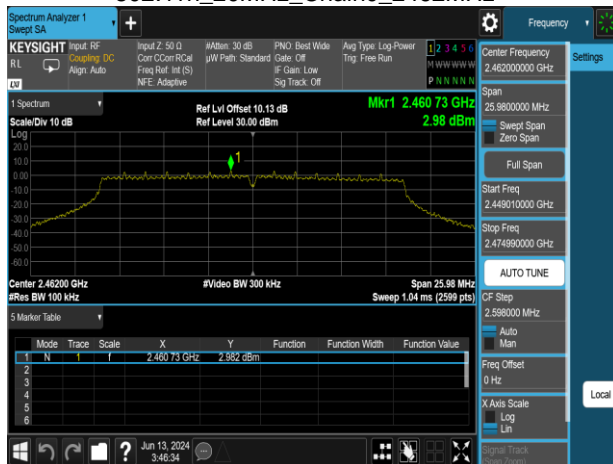 Spectrum Analyzer 1
Swept SA
+
Frequency
KEYSIGHT
RL
LXI
Input: RF
Coupling: DC
Align: Auto
Input Z: 50 Ω
Corr CCorr RCal
Freq Ref: Int (S)
NFE: Adaptive
#Atten: 30 dB
µW Path: Standard
PNO: Best Wide
Gate: Off
IF Gain: Low
Sig Track: Off
Avg Type: Log-Power
Trig: Free Run
1 2 3 4 5 6
M W W W W W
P N N N N N
1 Spectrum
Scale/Div 10 dB
Log
Ref Lvl Offset 10.13 dB
Ref Level 30.00 dBm
Mkr1 2.460 73 GHz
2.98 dBm
1
20.0
10.0
0.00
-10.0
-20.0
-30.0
-40.0
-50.0
-60.0
Center 2.46200 GHz
#Res BW 100 kHz
#Video BW 300 kHz
Span 25.98 MHz
Sweep 1.04 ms (2599 pts)
5 Marker Table
Mode Trace Scale X Y Function Function Width Function Value
1 N 1 f 2.460 73 GHz 2.982 dBm
2
3
4
5
6
Jun 13, 2024
3:46:34
Center Frequency
2.462000000 GHz
Span
25.9800000 MHz
Swept Span
Zero Span
Full Span
Start Freq
2.449010000 GHz
Stop Freq
2.474990000 GHz
AUTO TUNE
CF Step
2.598000 MHz
Auto
Man
Freq Offset
0 Hz
X Axis Scale
Log
Lin
Signal Track
(Span Zoom)
Settings
Local